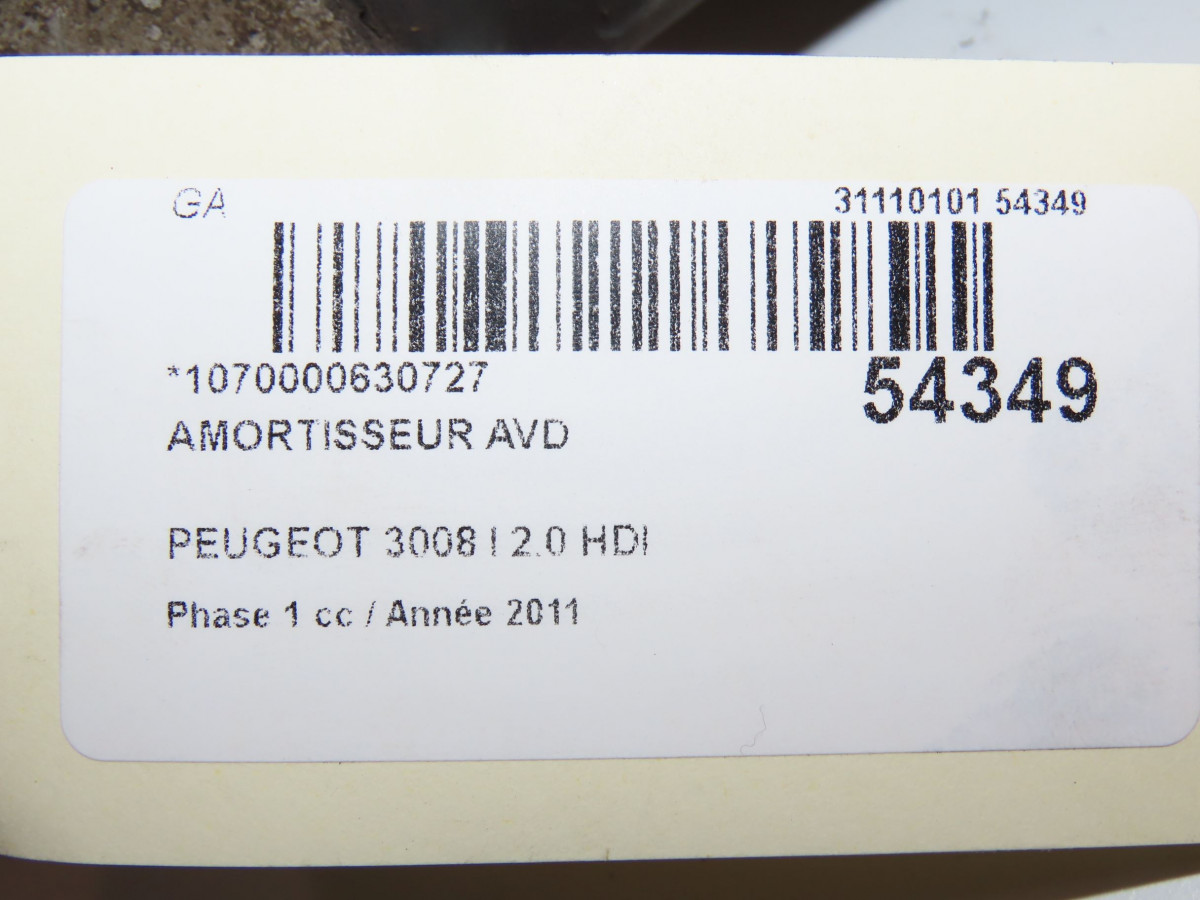 GA 31110101 54349
*1070000630727 54349
AMORTISSEUR AVD
PEUGEOT 3008 I 2.0 HDI
Phase 1 cc / Année 2011